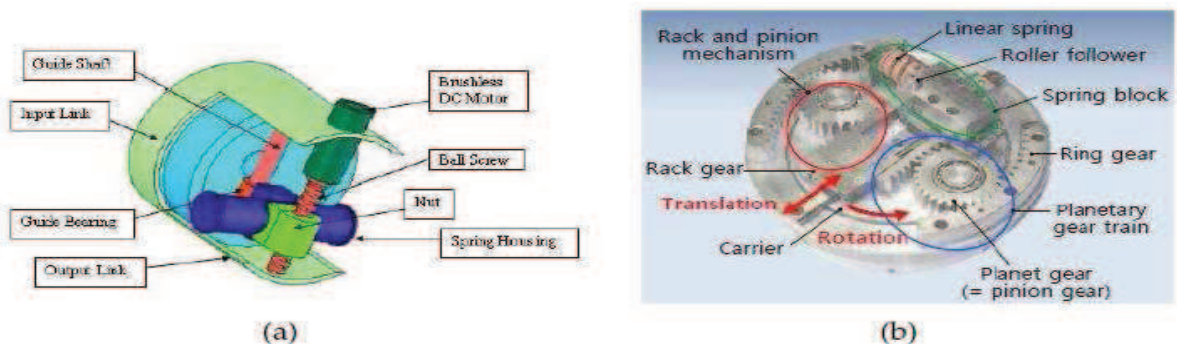 Guide Shaft
Input Link
Guide Bearing
Output Link
Brushless
DC Motor
Ball Screw
Nut
Spring Housing
(a)
Rack and pinion
mechanism
Linear spring
Roller follower
Spring block
Ring gear
Rack gear
Translation
Carrier
Rotation
Planetary
gear train
Planet gear
(= pinion gear)
(b)